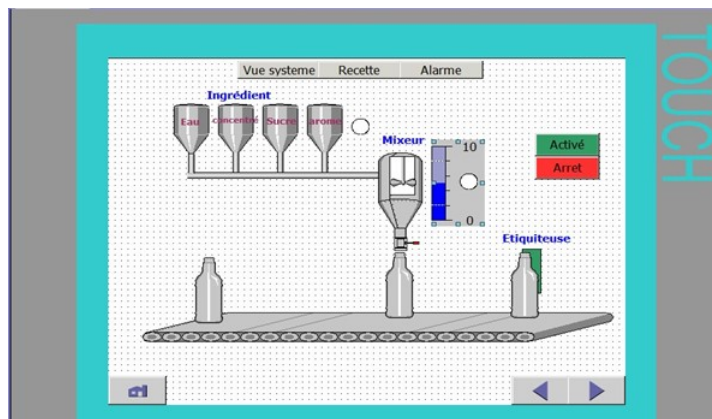 TOUCH
Vue systeme Recette Alarme
Ingrédient
Eau concentré Sucre arome
Mixeur
10
0
Activé
Arret
Etiquiteuse